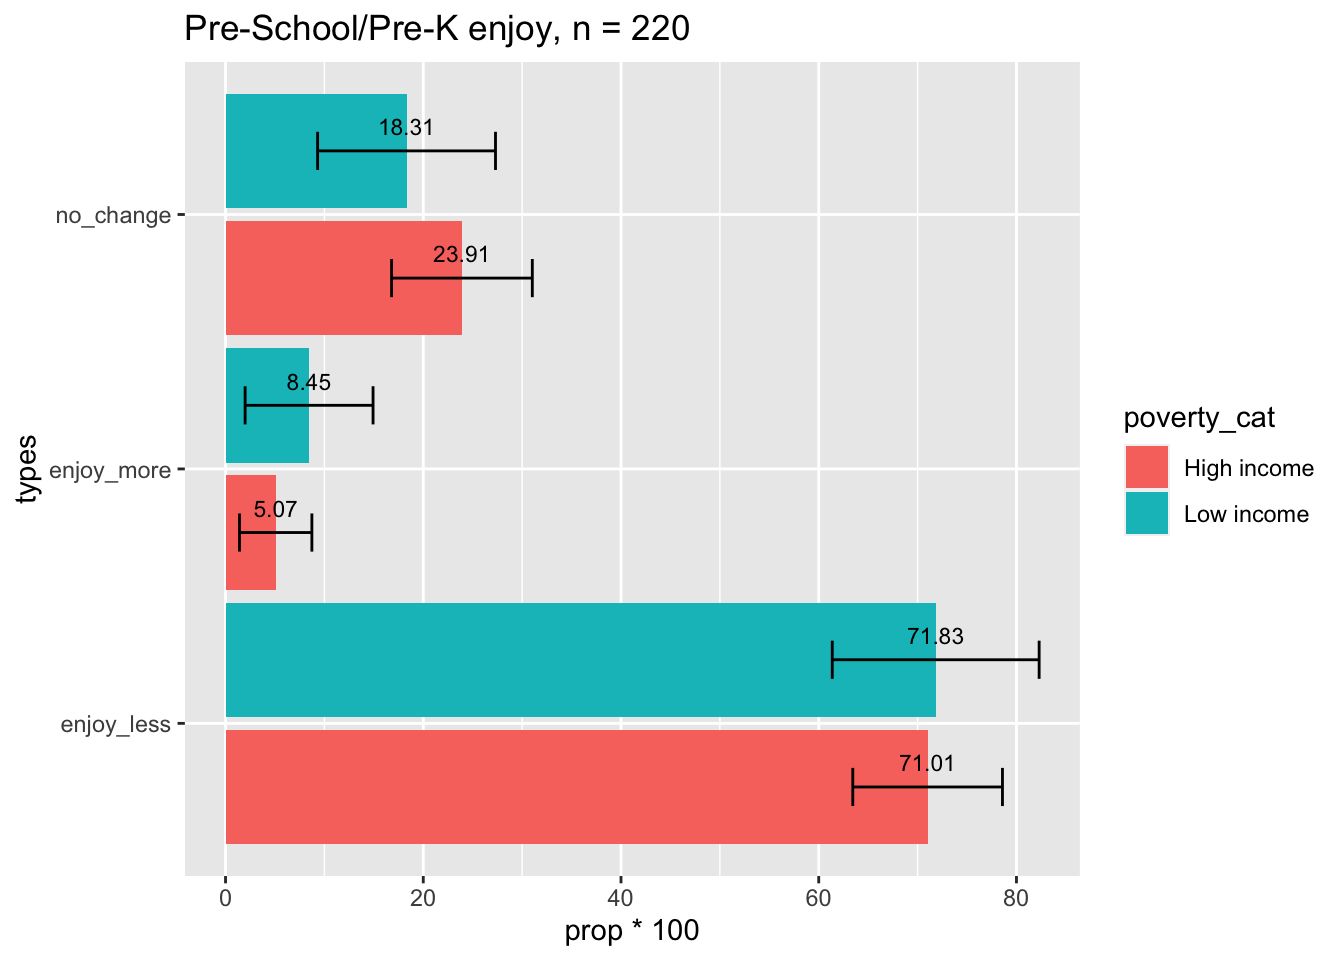 Pre-School/Pre-K enjoy, n = 220
18.31
no_change
23.91
8.45
enjoy_more
5.07
71.83
enjoy_less
71.01
types
0 20 40 60 80
prop * 100
poverty_cat
High income
Low income